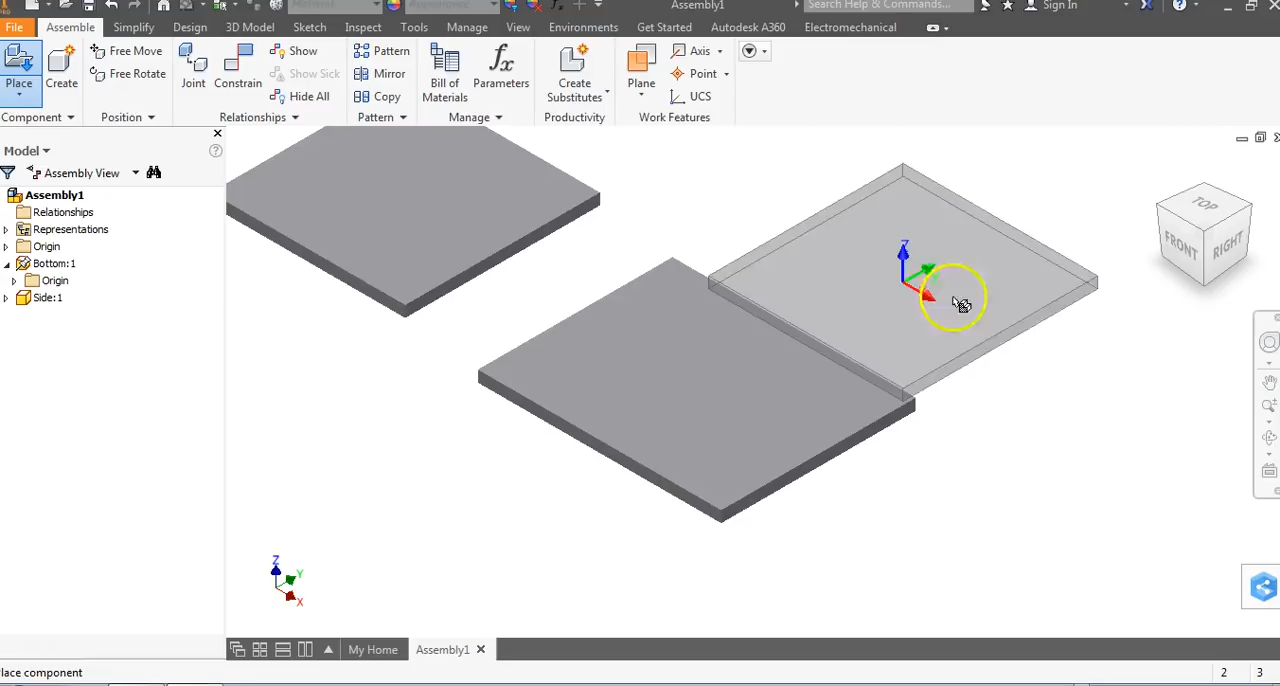 Assembly1
Search Help & Commands...
Sign In
File Assemble Simplify Design 3D Model Sketch Inspect Tools Manage View Environments Get Started Autodesk A360 Electromechanical
Place
Create
Free Move
Free Rotate
Joint
Constrain
Show
Show Sick
Hide All
Pattern
Mirror
Copy
Bill of
Materials
Parameters
Create
Substitutes
Plane
Axis
Point
UCS
Component
Position
Relationships
Pattern
Manage
Productivity
Work Features
Model
Assembly View
Assembly1
Relationships
Representations
Origin
Bottom:1
Origin
Side:1
Z
TOP
FRONT
RIGHT
Z
Y
X
My Home
Assembly1
lace component
2 3